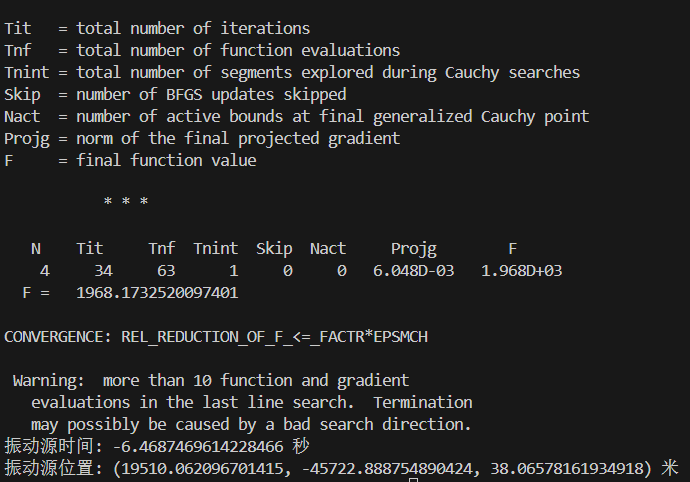 Tit   = total number of iterations
Tnf   = total number of function evaluations
Tnint = total number of segments explored during Cauchy searches
Skip  = number of BFGS updates skipped
Nact  = number of active bounds at final generalized Cauchy point
Projg = norm of the final projected gradient
F     = final function value
* * *
N    Tit     Tnf  Tnint  Skip  Nact     Projg        F
4     34     63      1     0     0   6.048D-03   1.968D+03
F =   1968.1732520097401
CONVERGENCE: REL_REDUCTION_OF_F_<=_FACTR*EPSMCH
Warning:  more than 10 function and gradient
evaluations in the last line search.  Termination
may possibly be caused by a bad search direction.
振动源时间: -6.4687469614228466 秒
振动源位置: (19510.062096701415, -45722.888754890424, 38.06578161934918) 米